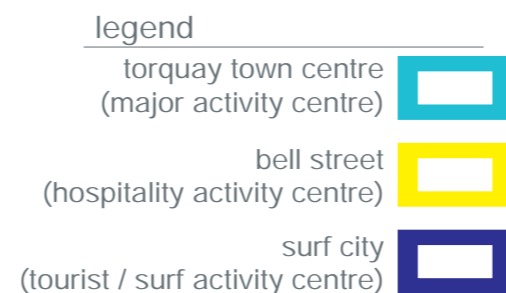 legend
torquay town centre
(major activity centre)
bell street
(hospitality activity centre)
surf city
(tourist / surf activity centre)